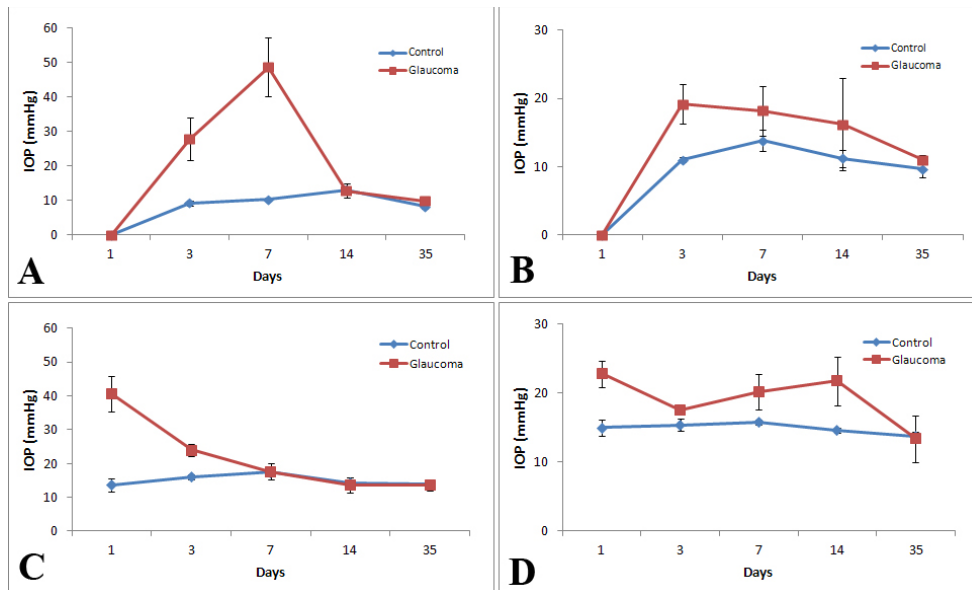 60
50
40
30
20
10
0
IOP (mmHg)
Control
Glaucoma
1 3 7 14 35
Days
A
30
20
10
0
IOP (mmHg)
Control
Glaucoma
1 3 7 14 35
Days
B
60
50
40
30
20
10
0
IOP (mmHg)
Control
Glaucoma
1 3 7 14 35
Days
C
30
20
10
0
IOP (mmHg)
Control
Glaucoma
1 3 7 14 35
Days
D